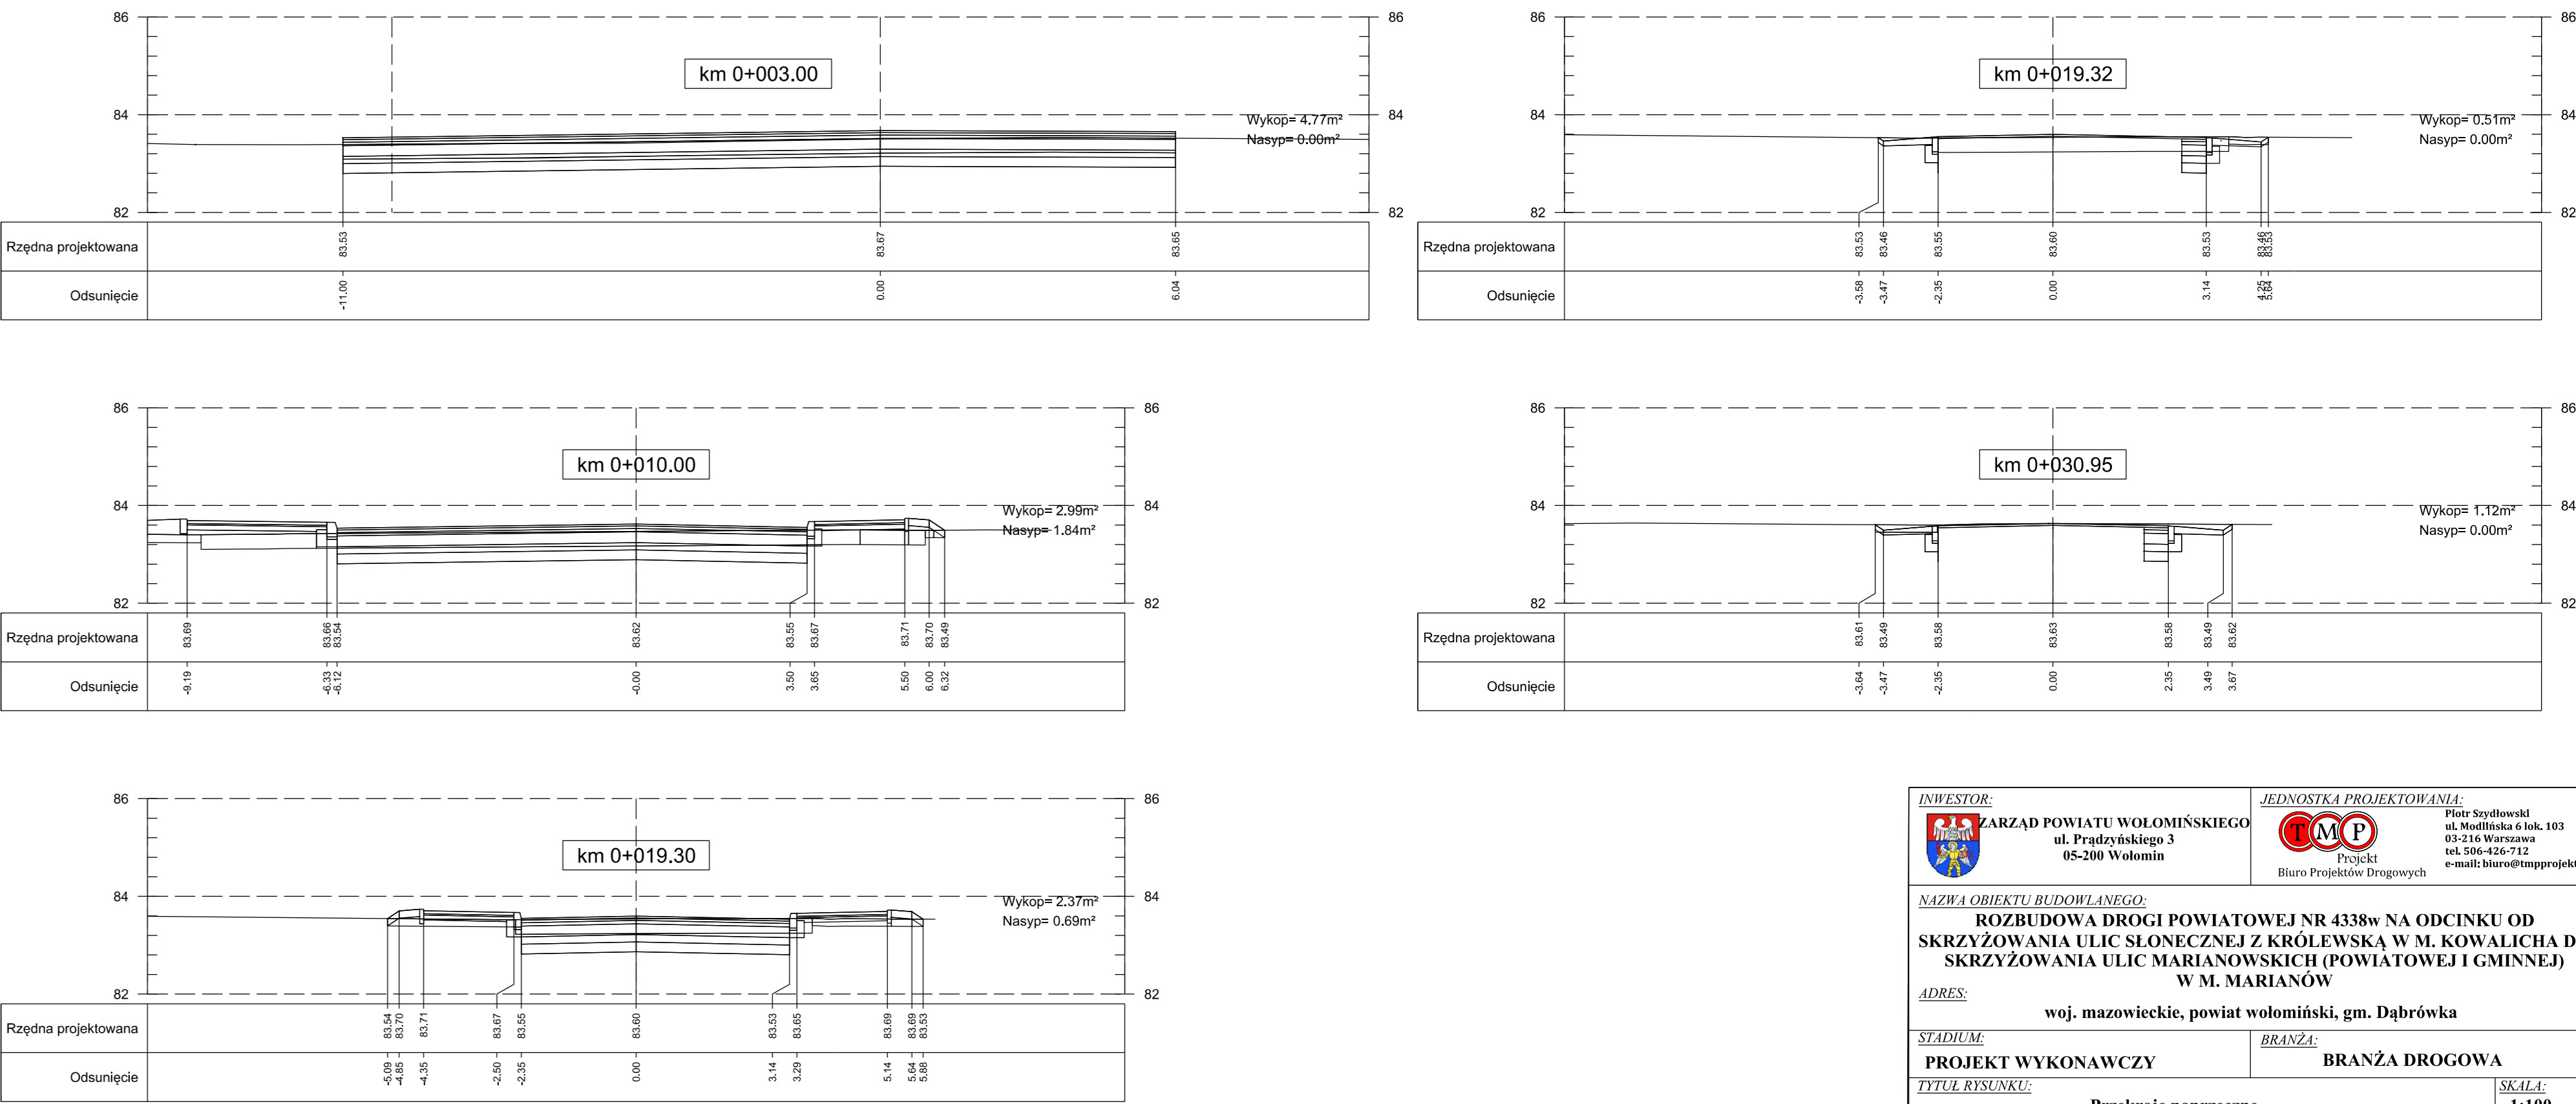 86
86
km 0+003.00
84
84
Wykop= 4.77m²
Nasyp= 0.00m²
82
82
Rzędna projektowana
83.53
83.67
83.65
Odsunięcie
-11.00
0.00
6.04
86
86
km 0+019.32
84
84
Wykop= 0.51m²
Nasyp= 0.00m²
82
82
Rzędna projektowana
83.53
83.46
83.55
83.60
83.53
83.46
83.53
Odsunięcie
-3.58
-3.47
-2.35
0.00
3.14
4.25
86
86
km 0+010.00
84
84
Wykop= 2.99m²
Nasyp= 1.84m²
82
82
Rzędna projektowana
83.69
83.66
83.54
83.62
83.55
83.67
83.71
83.70
83.49
Odsunięcie
-9.19
-6.33
-6.12
-0.00
3.50
3.65
5.50
6.00
6.32
86
86
km 0+030.95
84
84
Wykop= 1.12m²
Nasyp= 0.00m²
82
82
Rzędna projektowana
83.61
83.49
83.58
83.63
83.58
83.49
83.62
Odsunięcie
-3.64
-3.47
-2.35
0.00
2.35
3.49
3.67
86
86
km 0+019.30
84
84
Wykop= 2.37m²
Nasyp= 0.69m²
82
82
Rzędna projektowana
83.54
83.70
83.71
83.67
83.55
83.60
83.53
83.65
83.69
83.69
83.53
Odsunięcie
-5.09
-4.85
-4.35
-2.50
-2.35
0.00
3.14
3.29
5.14
5.64
5.88
INWESTOR:
ZARZĄD POWIATU WOŁOMIŃSKIEGO
ul. Prądzyńskiego 3
05-200 Wołomin
JEDNOSTKA PROJEKTOWANIA:
TMP
Projekt
Biuro Projektów Drogowych
Piotr Szydłowski
ul. Modlińska 6 lok. 103
03-216 Warszawa
tel. 506-426-712
e-mail: biuro@tmpprojekt
NAZWA OBIEKTU BUDOWLANEGO:
ROZBUDOWA DROGI POWIATOWEJ NR 4338w NA ODCINKU OD
SKRZYŻOWANIA ULIC SŁONECZNEJ Z KRÓLEWSKĄ W M. KOWALICHA D
SKRZYŻOWANIA ULIC MARIANOWSKICH (POWIATOWEJ I GMINNEJ)
W M. MARIANÓW
ADRES:
woj. mazowieckie, powiat wołomiński, gm. Dąbrówka
STADIUM:
PROJEKT WYKONAWCZY
BRANŻA:
BRANŻA DROGOWA
TYTUŁ RYSUNKU:
Przekroje poprzeczne
SKALA:
1:100